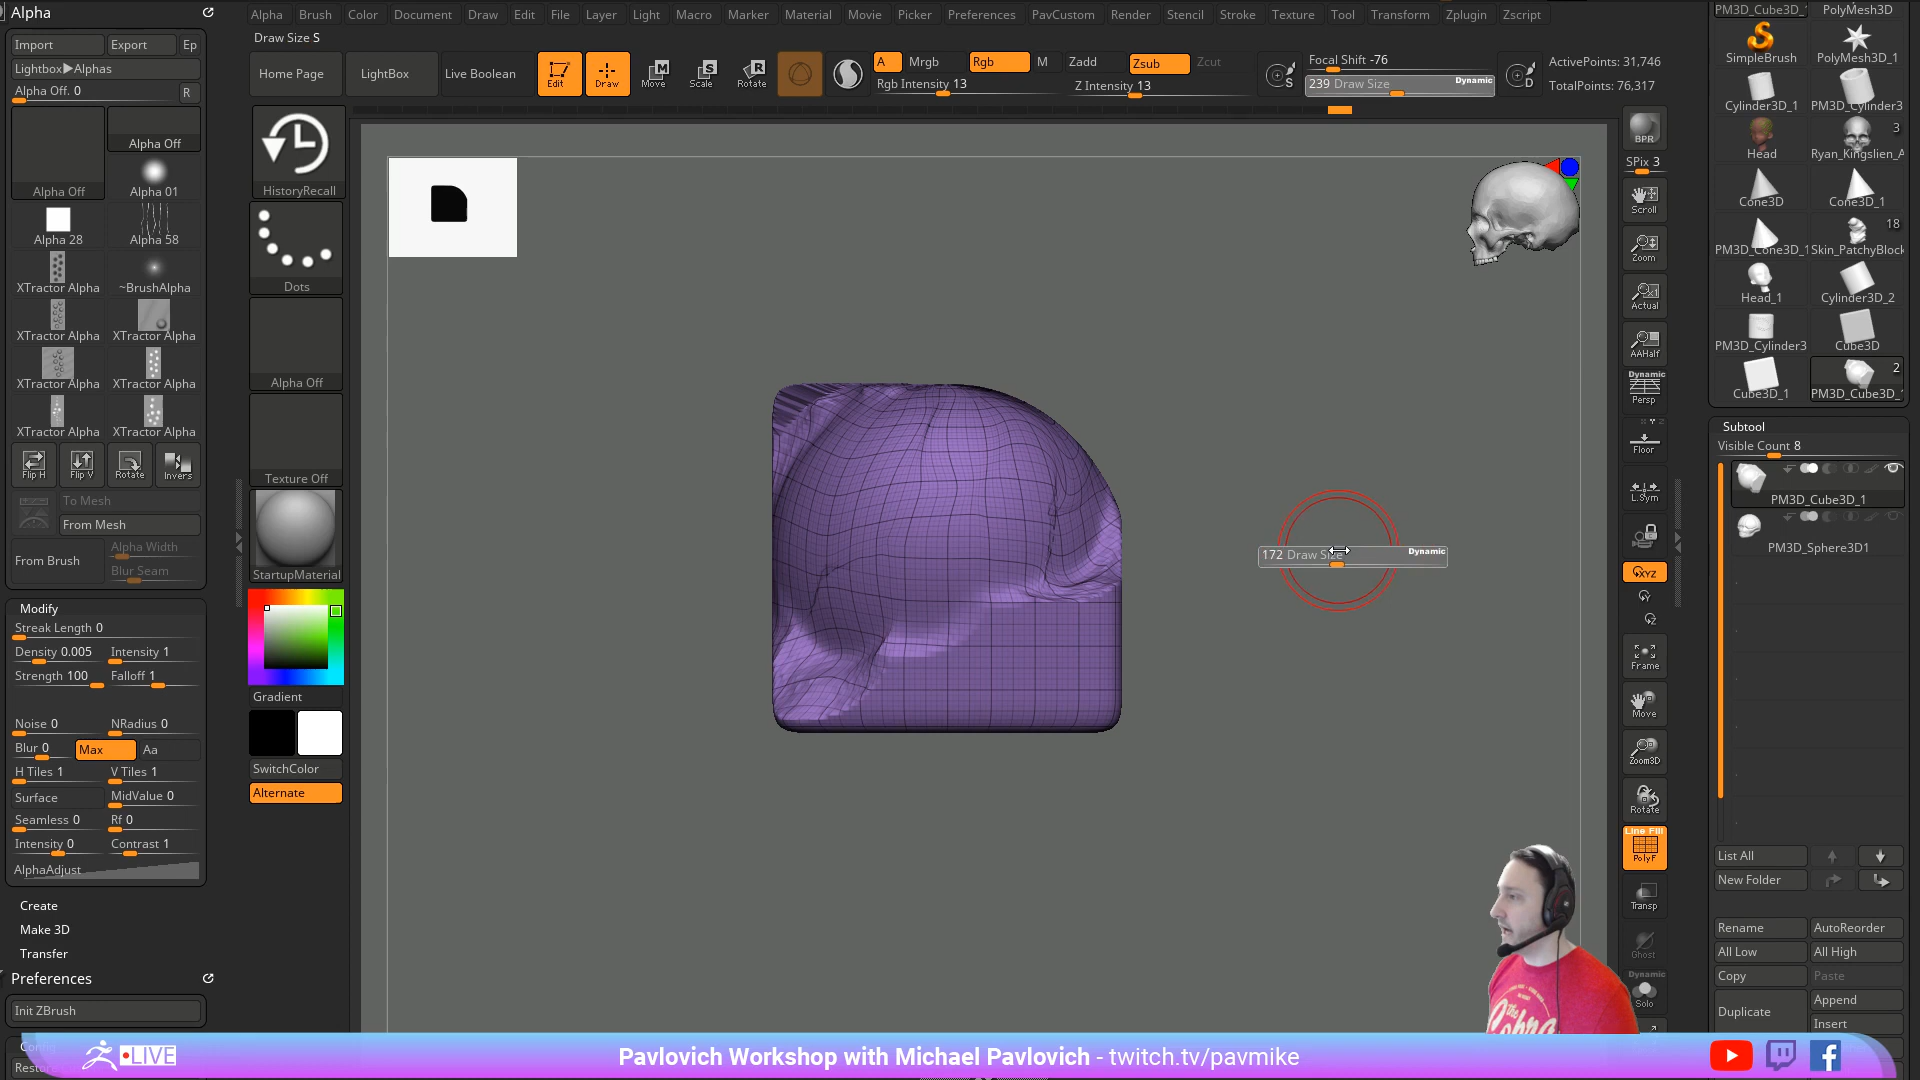 Alpha
Import
Export
Ep
Lightbox▶Alphas
Alpha Off. 0
R
Alpha Off
Alpha Off
Alpha 01
Alpha 28
Alpha 58
XTractor Alpha
~BrushAlpha
XTractor Alpha
XTractor Alpha
XTractor Alpha
XTractor Alpha
XTractor Alpha
XTractor Alpha
Flip H
Flip V
Rotate
Invers
To Mesh
From Mesh
From Brush
Alpha Width
Blur Seam
Modify
Streak Length 0
Density 0.005
Intensity 1
Strength 100
Falloff 1
Noise 0
NRadius 0
Blur 0
Max
Aa
H Tiles 1
V Tiles 1
Surface
MidValue 0
Seamless 0
Rf 0
Intensity 0
Contrast 1
AlphaAdjust
Create
Make 3D
Transfer
Preferences
Init ZBrush
Alpha Brush Color Document Draw Edit File Layer Light Macro Marker Material Movie Picker Preferences PavCustom Render Stencil Stroke Texture Tool Transform Zplugin Zscript
Draw Size S
Home Page
LightBox
Live Boolean
Edit
Draw
Move
Scale
Rotate
A
Mrgb
Rgb
M
Rgb Intensity 13
Zadd
Zsub
Zcut
Z Intensity 13
S
Focal Shift -76
239 Draw Size
Dynamic
D
ActivePoints: 31,746
TotalPoints: 76,317
HistoryRecall
Dots
Alpha Off
Texture Off
StartupMaterial
Gradient
SwitchColor
Alternate
172 Draw Size
Dynamic
BPR
SPix 3
Scroll
Zoom
Actual
AAHalf
Dynamic
Persp
Floor
L.Sym
XYZ
Frame
Move
Zoom3D
Rotate
Line Fill
PolyF
Transp
Ghost
Dynamic
Solo
PM3D_Cube3D_1
PolyMesh3D
SimpleBrush
PolyMesh3D_1
Cylinder3D_1
PM3D_Cylinder3
Head
3
Ryan_Kingslien_A
Cone3D
Cone3D_1
PM3D_Cone3D_1
18
Skin_PatchyBlock
Head_1
Cylinder3D_2
PM3D_Cylinder3
Cube3D
Cube3D_1
2
PM3D_Cube3D_1
Subtool
Visible Count 8
PM3D_Cube3D_1
PM3D_Sphere3D1
List All
New Folder
Rename
AutoReorder
All Low
All High
Copy
Paste
Duplicate
Append
Insert
LIVE
Pavlovich Workshop with Michael Pavlovich - twitch.tv/pavmike